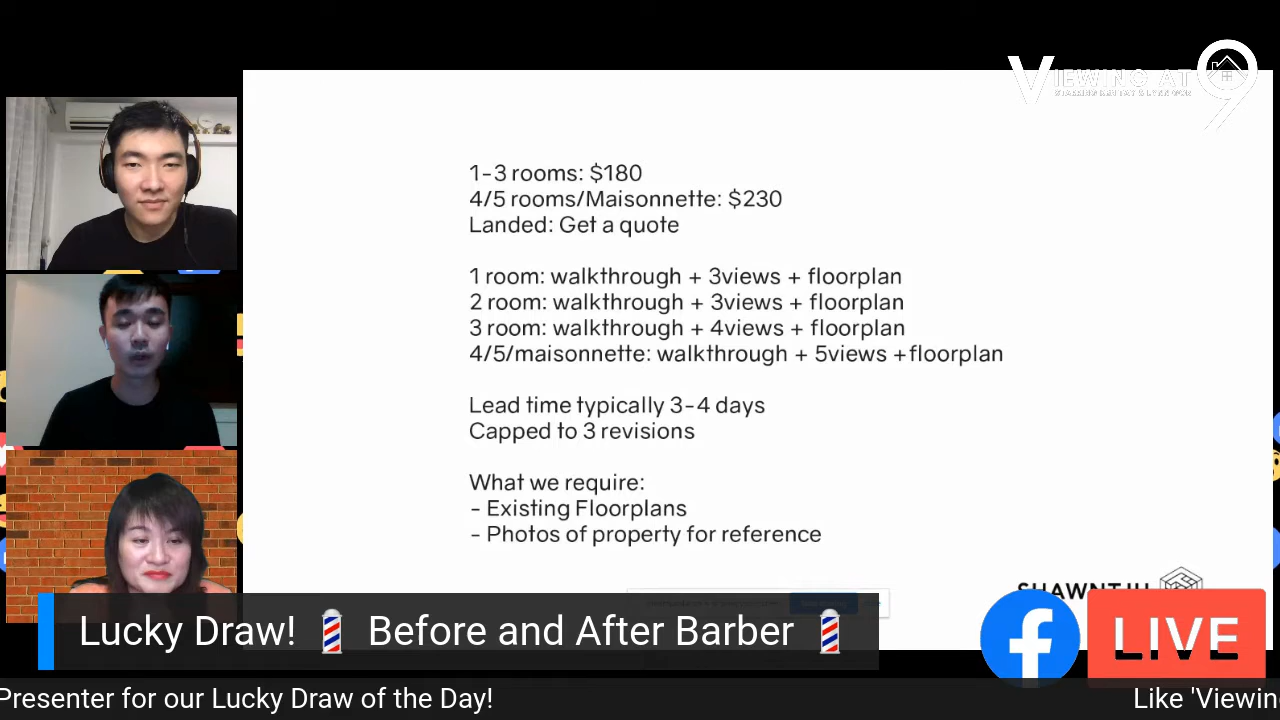 VIEWING AT 9
1-3 rooms: $180
4/5 rooms/Maisonnette: $230
Landed: Get a quote
1 room: walkthrough + 3views + floorplan
2 room: walkthrough + 3views + floorplan
3 room: walkthrough + 4views + floorplan
4/5/maisonnette: walkthrough + 5views +floorplan
Lead time typically 3-4 days
Capped to 3 revisions
What we require:
- Existing Floorplans
- Photos of property for reference
Lucky Draw! 💈 Before and After Barber 💈
LIVE
Presenter for our Lucky Draw of the Day!
Like 'Viewin